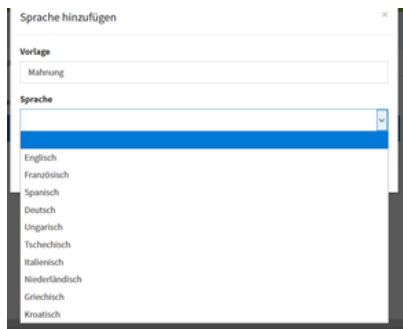 Sprache hinzufügen ×
Vorlage
Mahnung
Sprache
Englisch
Französisch
Spanisch
Deutsch
Ungarisch
Tschechisch
Italienisch
Niederländisch
Griechisch
Kroatisch